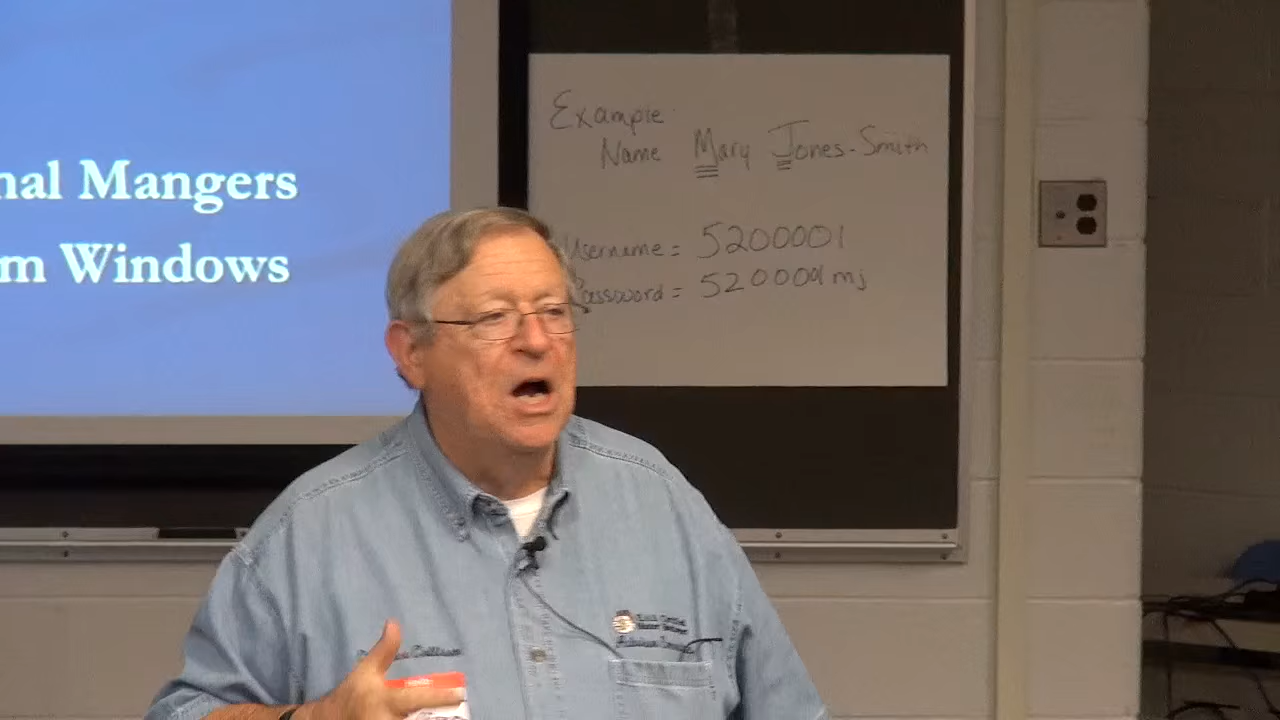 nal Mangers
m Windows
Example
Name Mary Jones-Smith
Username = 5200001
Password = 5200001mj